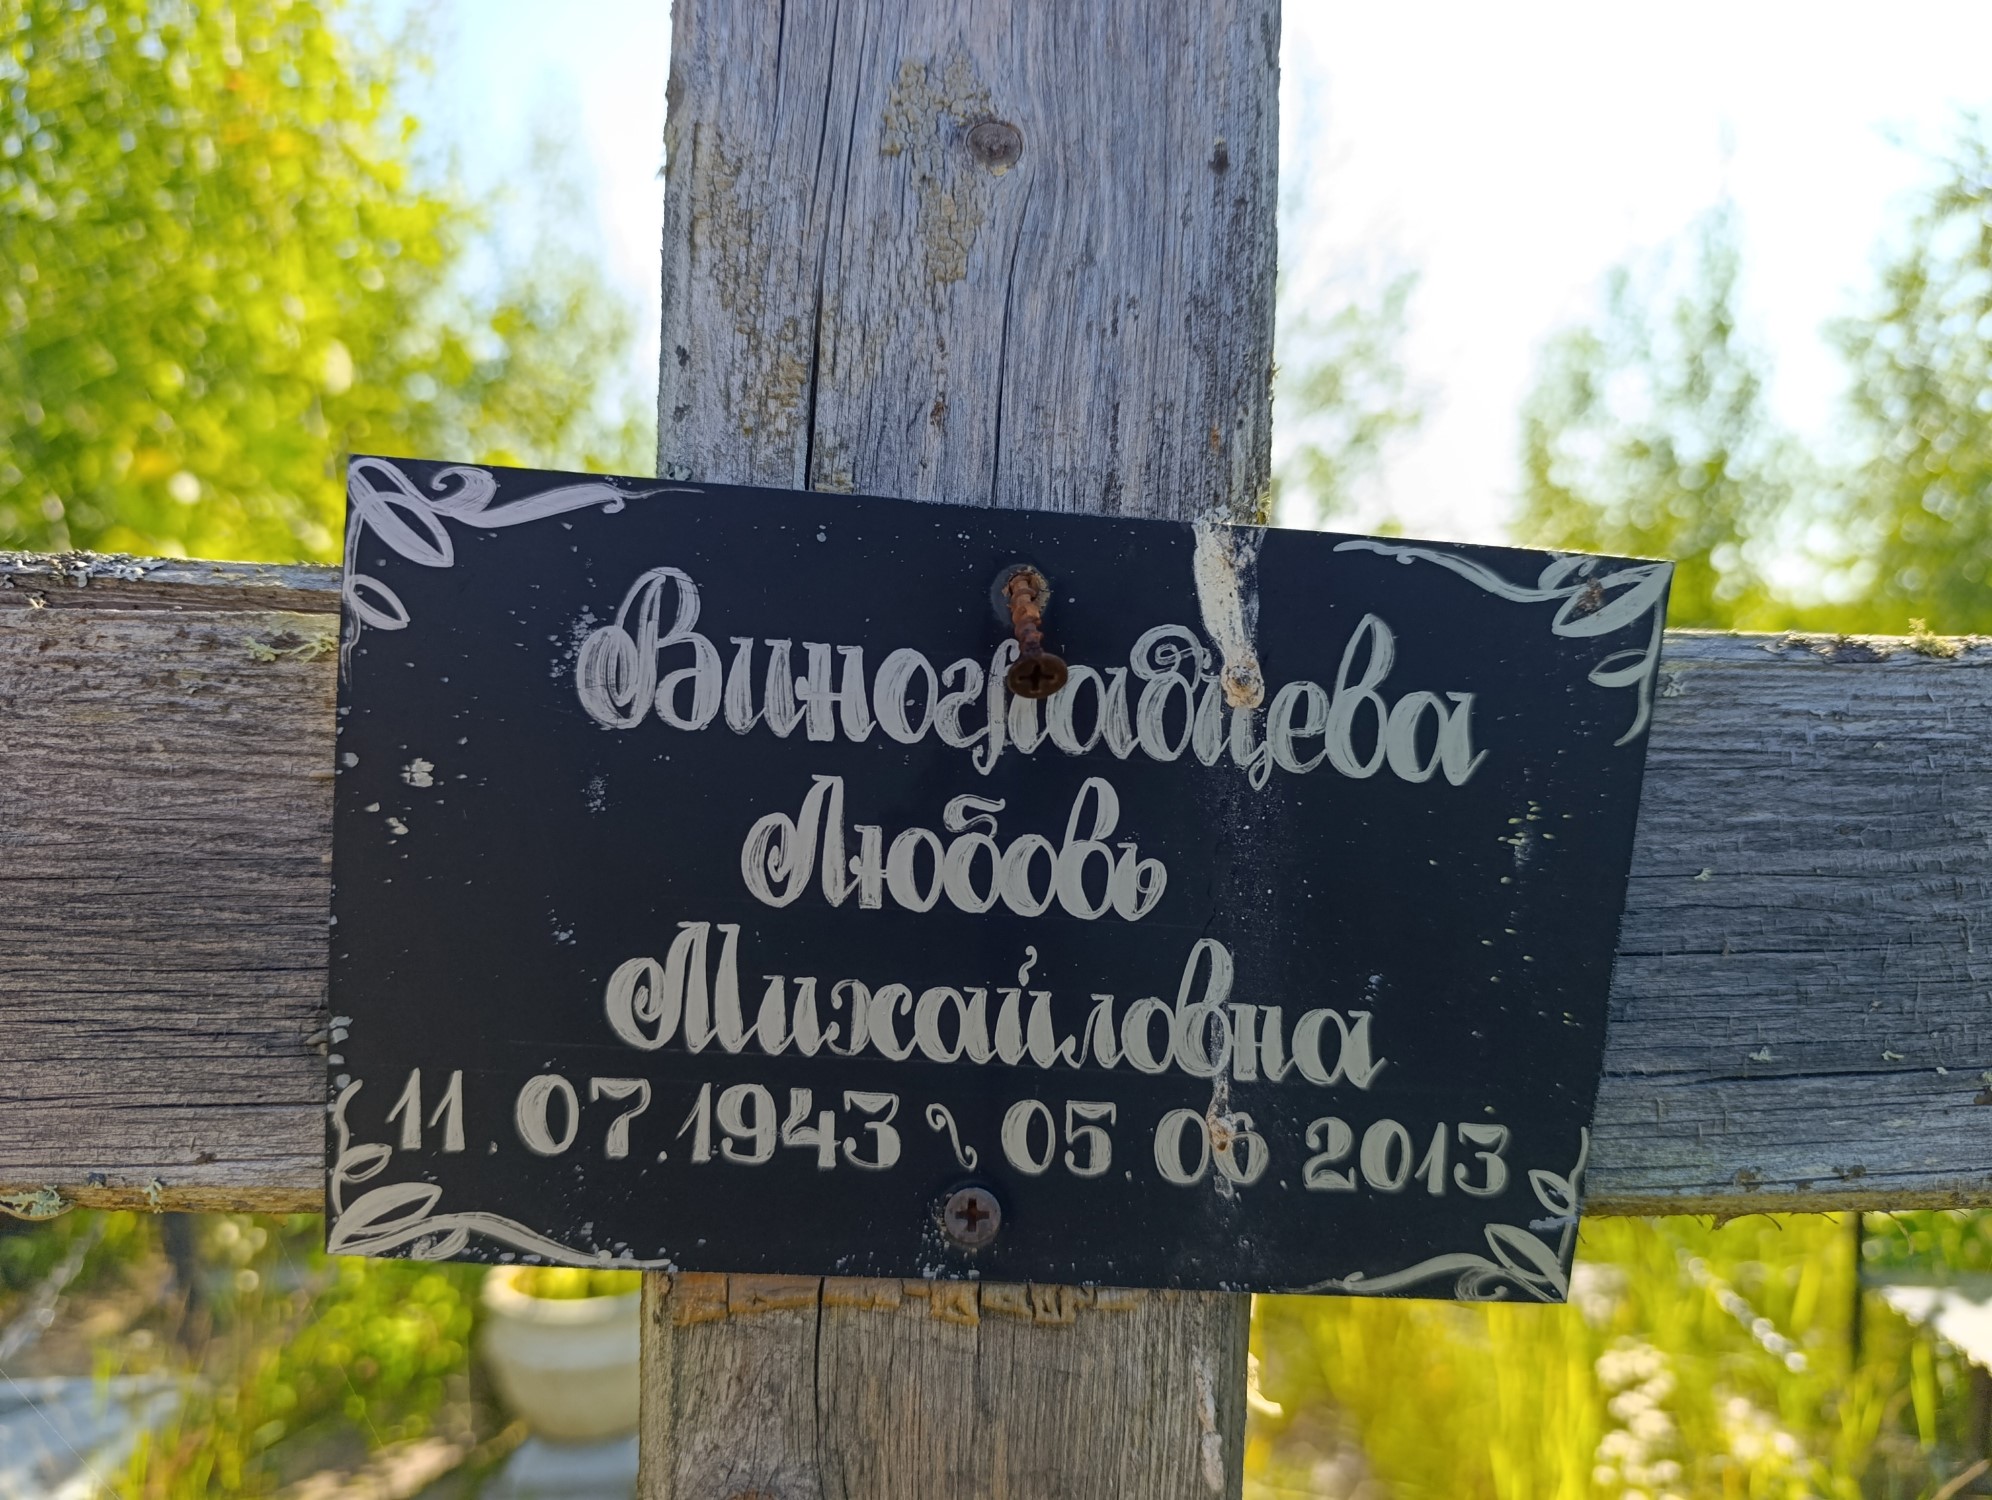 Виноградцева
Любовь
Михайловна
11.07.1943 ~ 05.06.2013